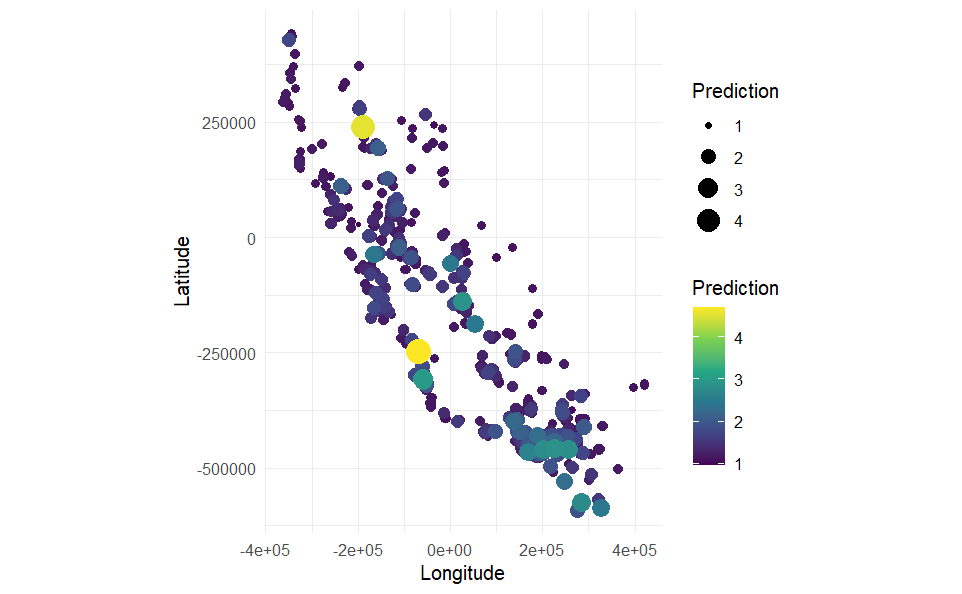 250000
0
-250000
-500000
Latitude
-4e+05
-2e+05
0e+00
2e+05
4e+05
Longitude
Prediction
1
2
3
4
Prediction
4
3
2
1